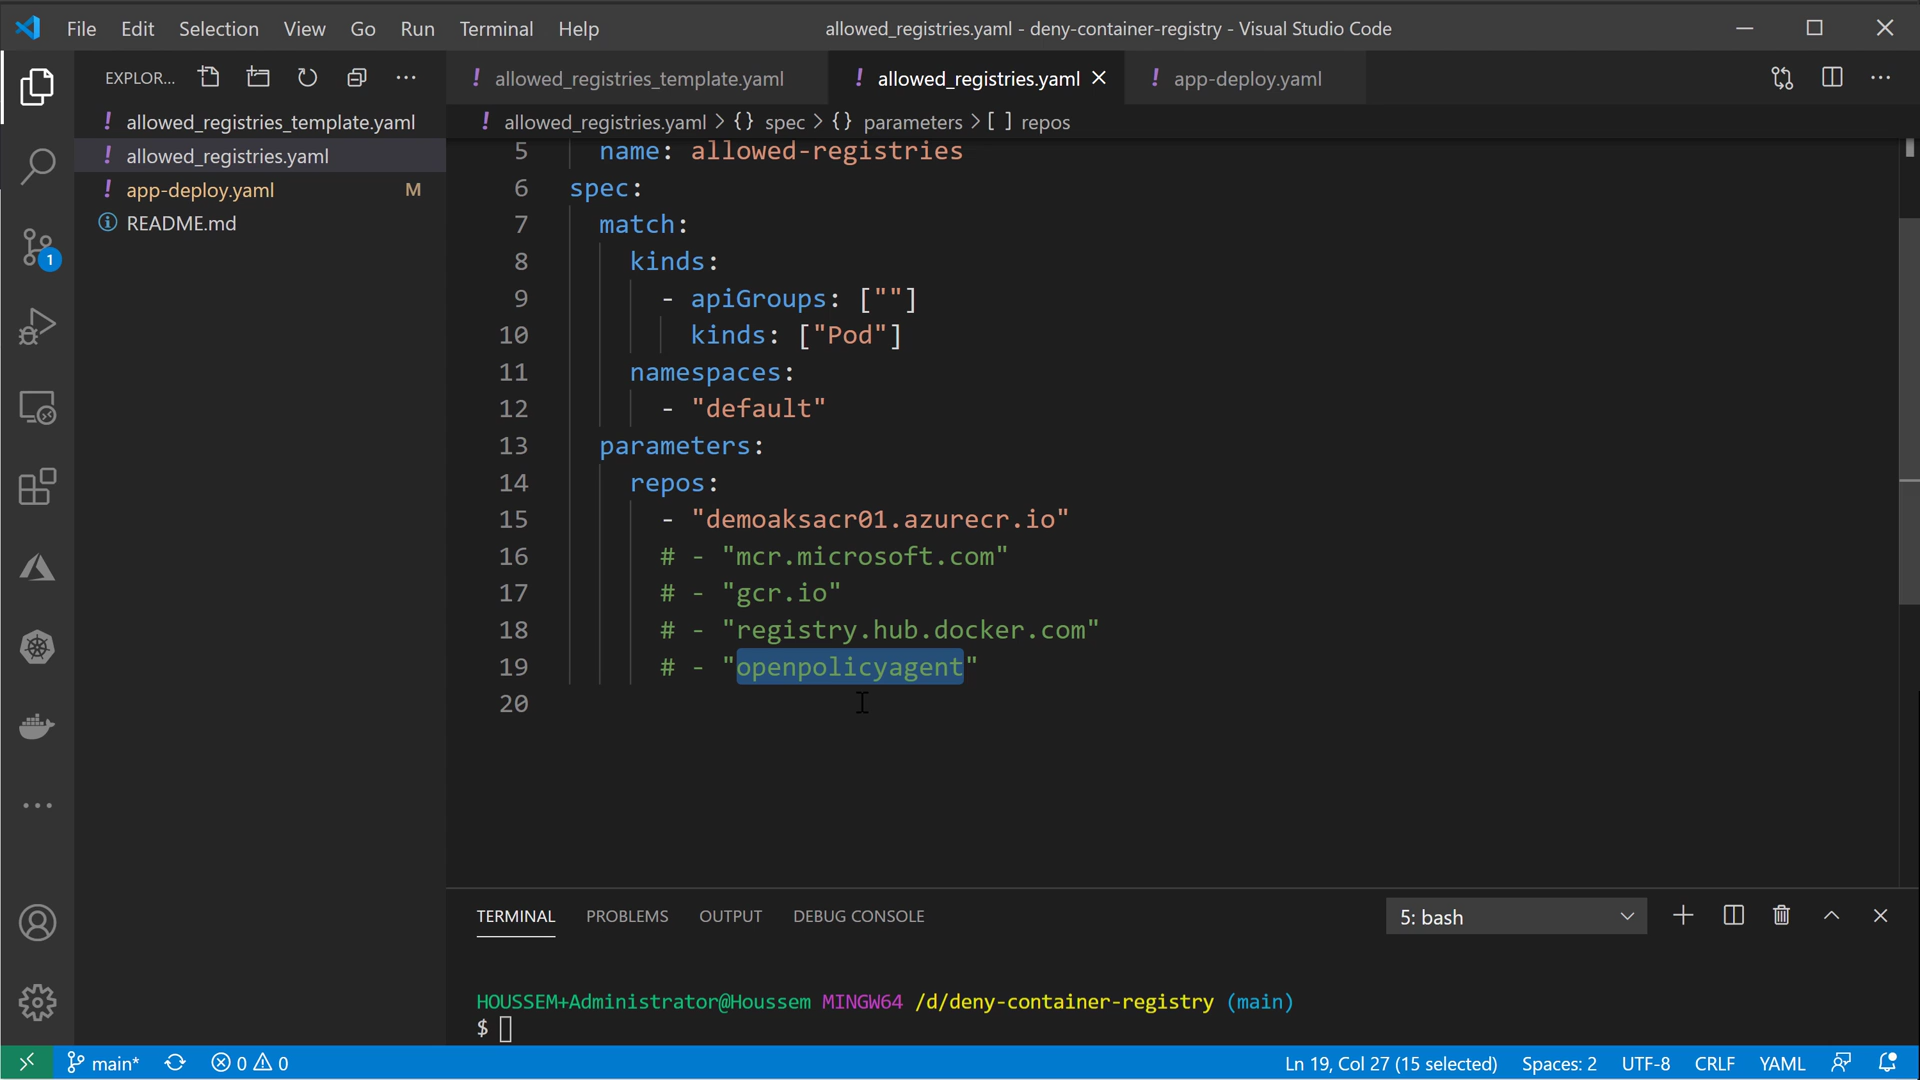 File Edit Selection View Go Run Terminal Help
allowed_registries.yaml - deny-container-registry - Visual Studio Code
EXPLOR...
allowed_registries_template.yaml
allowed_registries.yaml
app-deploy.yaml M
README.md
1
! allowed_registries_template.yaml ! allowed_registries.yaml ! app-deploy.yaml
! allowed_registries.yaml > {} spec > {} parameters > [ ] repos
5 name: allowed-registries
6 spec:
7 match:
8 kinds:
9 - apiGroups: [""]
10 kinds: ["Pod"]
11 namespaces:
12 - "default"
13 parameters:
14 repos:
15 - "demoaksacr01.azurecr.io"
16 # - "mcr.microsoft.com"
17 # - "gcr.io"
18 # - "registry.hub.docker.com"
19 # - "openpolicyagent"
20
TERMINAL PROBLEMS OUTPUT DEBUG CONSOLE
5: bash
HOUSSEM+Administrator@Houssem MINGW64 /d/deny-container-registry (main)
$
main* 0 0
Ln 19, Col 27 (15 selected) Spaces: 2 UTF-8 CRLF YAML